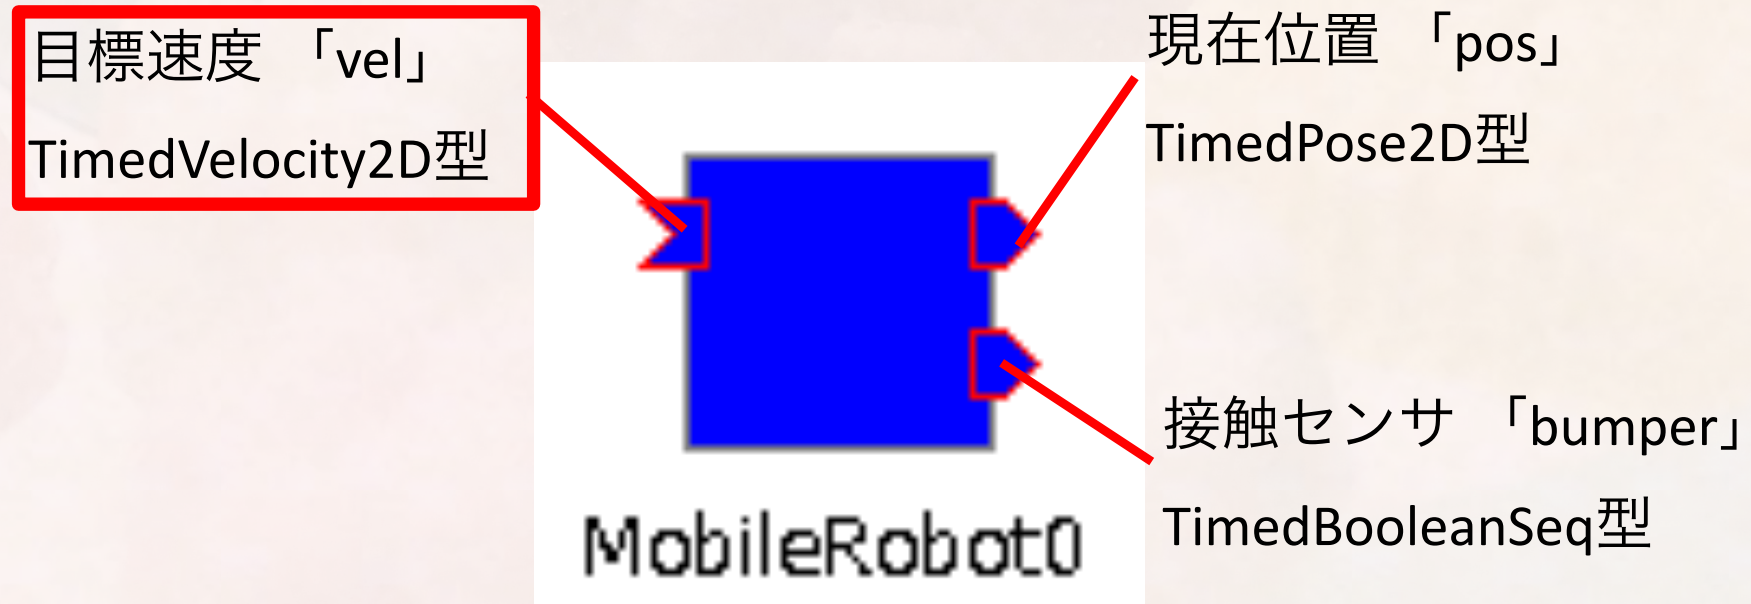 目標速度 「vel」
TimedVelocity2D型
現在位置 「pos」
TimedPose2D型
接触センサ 「bumper」
TimedBooleanSeq型
MobileRobot0